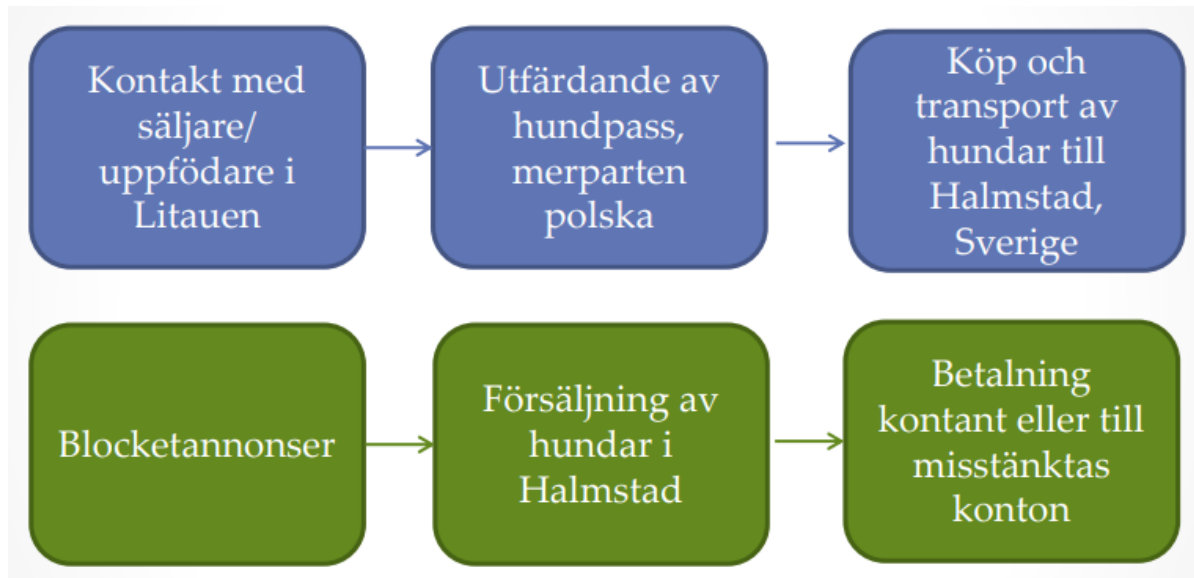 Kontakt med
säljare/
uppfödare i
Litauen
Utfärdande av
hundpass,
merparten
polska
Köp och
transport av
hundar till
Halmstad,
Sverige
Blocketannonser
Försäljning av
hundar i
Halmstad
Betalning
kontant eller till
misstänktas
konton